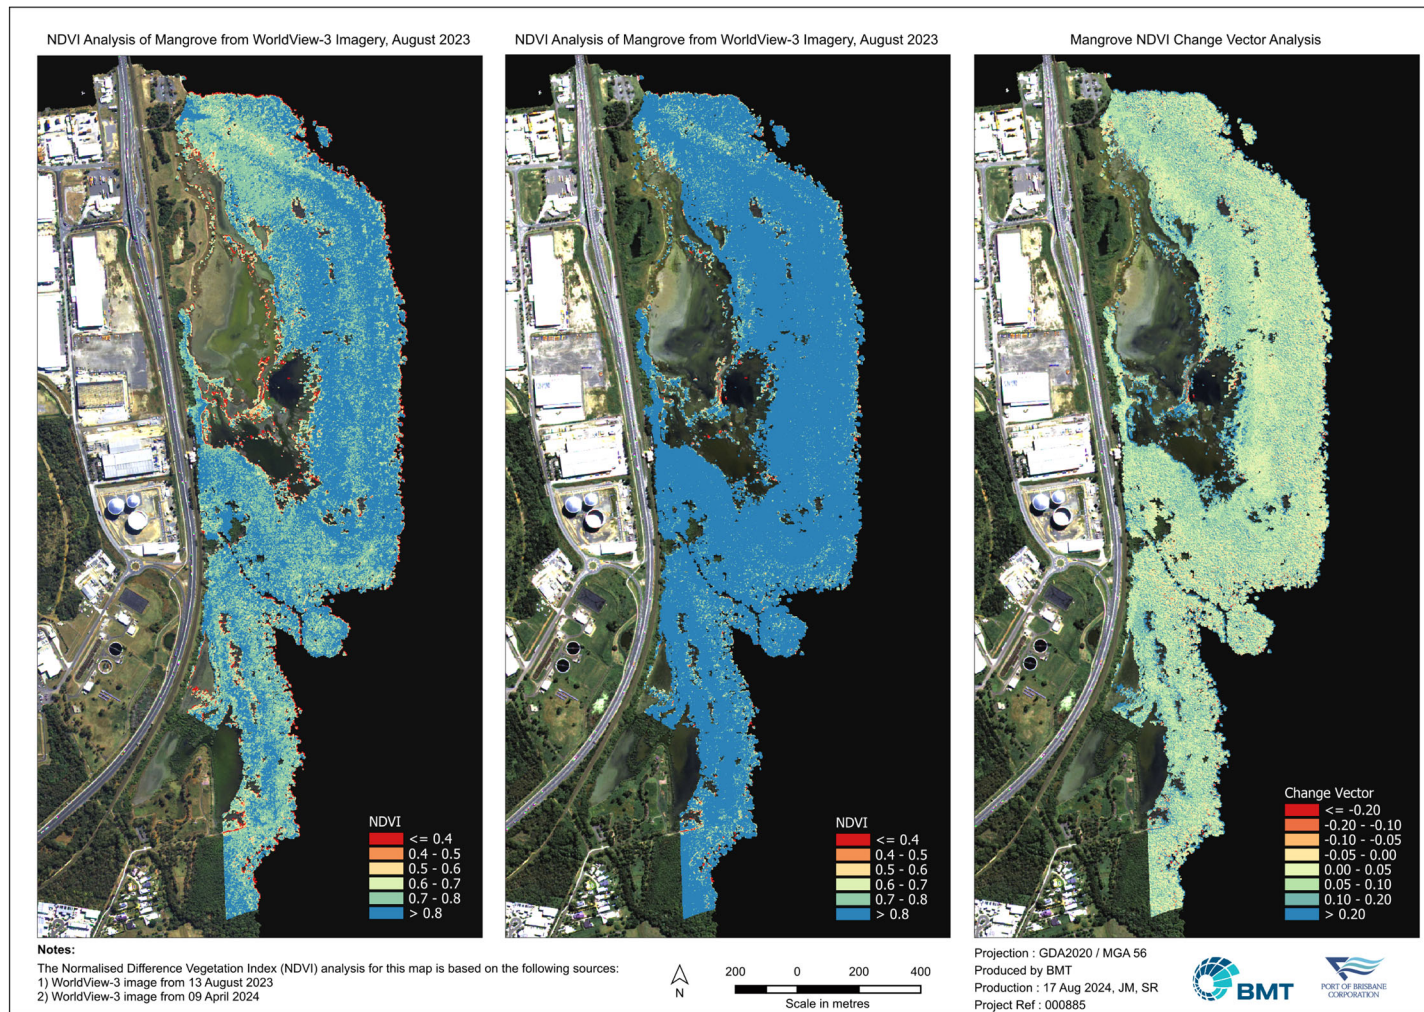 NDVI Analysis of Mangrove from WorldView-3 Imagery, August 2023
NDVI Analysis of Mangrove from WorldView-3 Imagery, August 2023
Mangrove NDVI Change Vector Analysis
NDVI
<= 0.4
0.4 - 0.5
0.5 - 0.6
0.6 - 0.7
0.7 - 0.8
> 0.8
NDVI
<= 0.4
0.4 - 0.5
0.5 - 0.6
0.6 - 0.7
0.7 - 0.8
> 0.8
Change Vector
<= -0.20
-0.20 - -0.10
-0.10 - -0.05
-0.05 - 0.00
0.00 - 0.05
0.05 - 0.10
0.10 - 0.20
> 0.20
Notes:
The Normalised Difference Vegetation Index (NDVI) analysis for this map is based on the following sources:
1) WorldView-3 image from 13 August 2023
2) WorldView-3 image from 09 April 2024
N
200 0 200 400
Scale in metres
Projection : GDA2020 / MGA 56
Produced by BMT
Production : 17 Aug 2024, JM, SR
Project Ref : 000885
BMT
PORT OF BRISBANE
CORPORATION